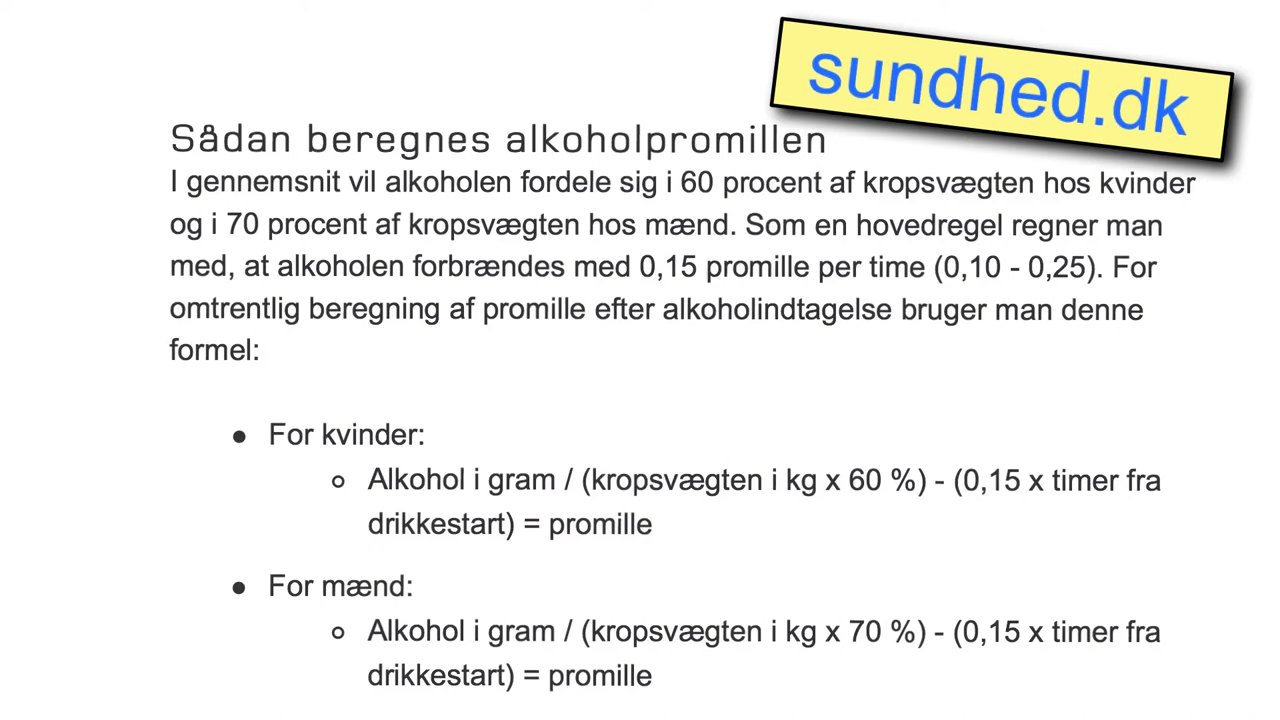 sundhed.dk
Sådan beregnes alkoholpromillen
I gennemsnit vil alkoholen fordele sig i 60 procent af kropsvægten hos kvinder
og i 70 procent af kropsvægten hos mænd. Som en hovedregel regner man
med, at alkoholen forbrændes med 0,15 promille per time (0,10 - 0,25). For
omtrentlig beregning af promille efter alkoholindtagelse bruger man denne
formel:
● For kvinder:
○ Alkohol i gram / (kropsvægten i kg x 60 %) - (0,15 x timer fra
drikkestart) = promille
● For mænd:
○ Alkohol i gram / (kropsvægten i kg x 70 %) - (0,15 x timer fra
drikkestart) = promille